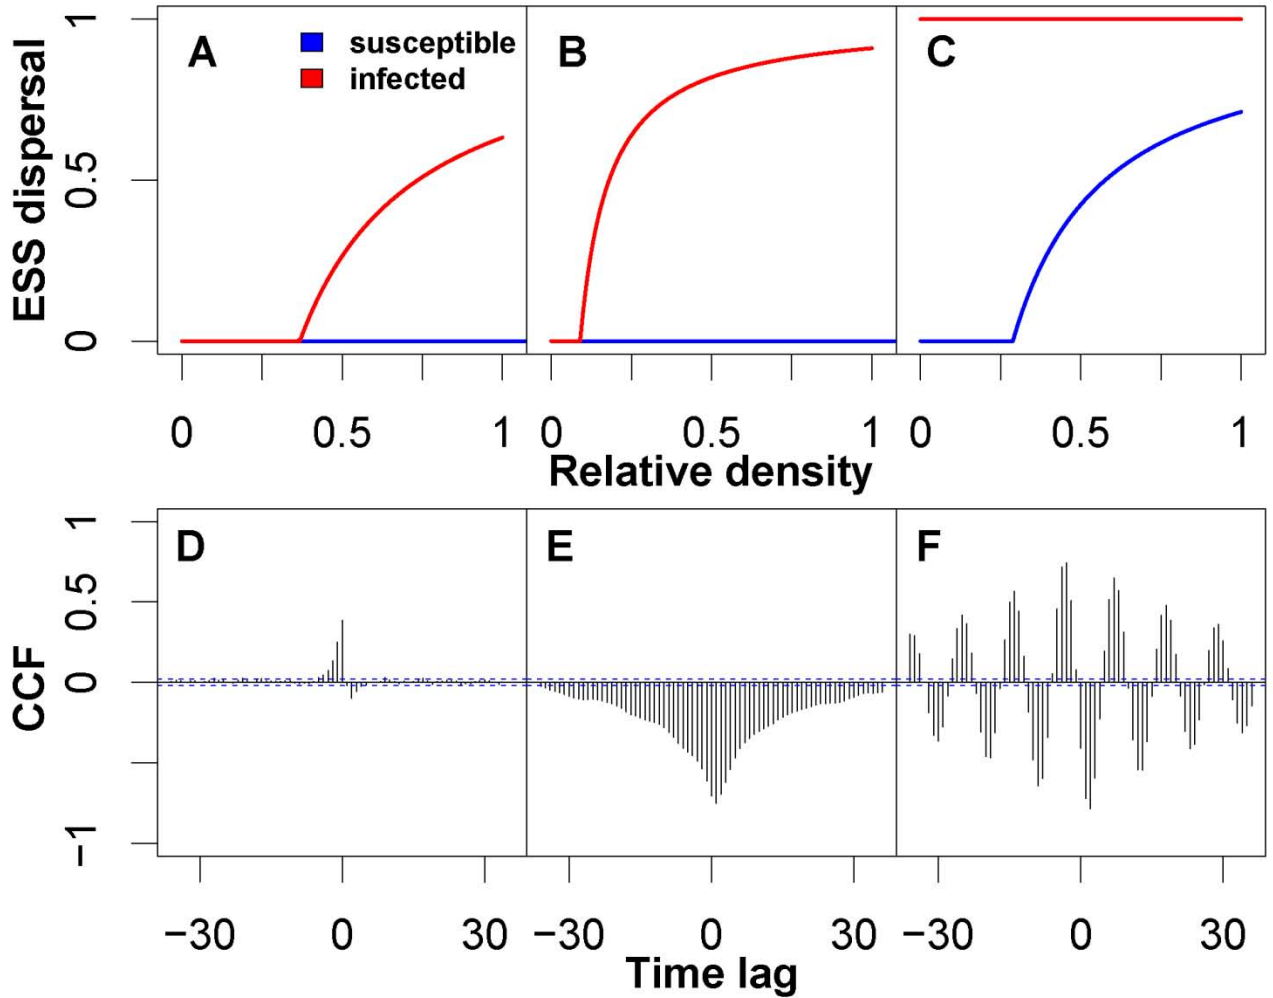 A
susceptible
infected
B
C
ESS dispersal
1
0.5
0
0 0.5 1 0 0.5 1 0 0.5 1
Relative density
D E F
CCF
1
0.5
0
−1
−30 0 30 −30 0 30 −30 0 30
Time lag